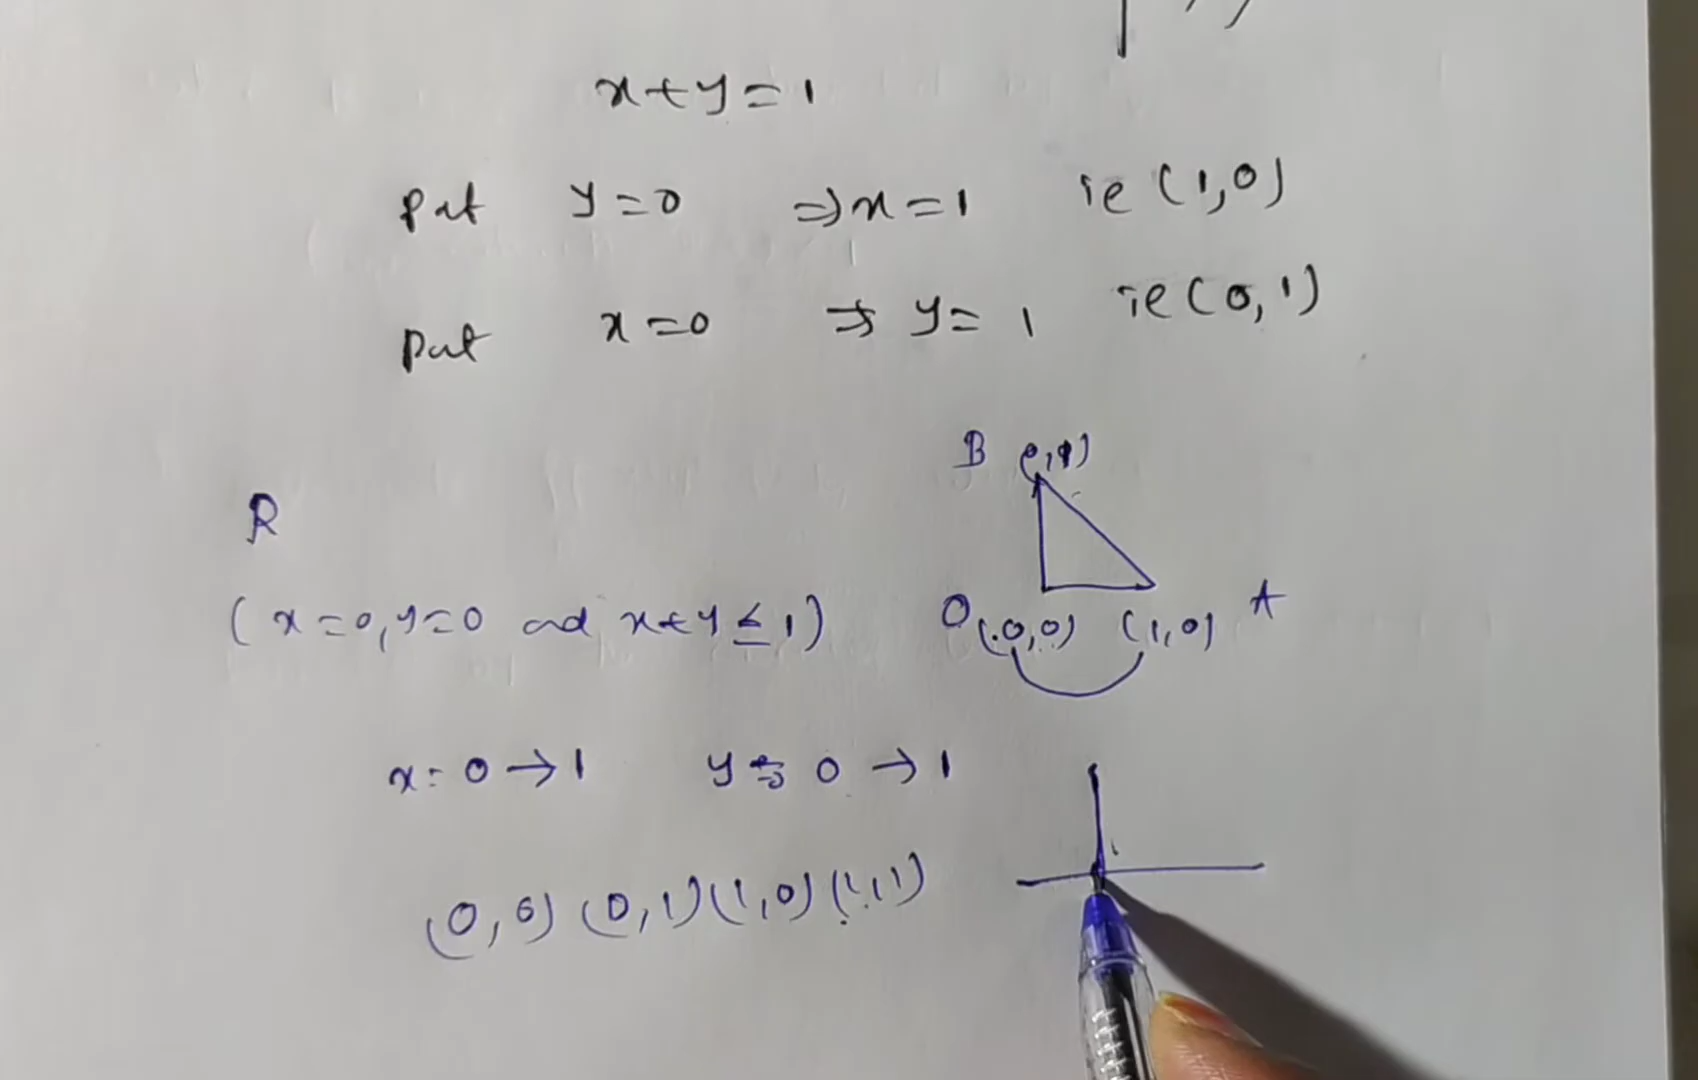 x+y=1
put y=0 ⇒ x=1 ie (1,0)
put x=0 ⇒ y=1 ie (0,1)
B (0,1)
R
(x=0,y=0 and x+y≤1)
O(0,0) (1,0) A
x=0→1 y=0→1
(0,0) (0,1) (1,0) (1,1)